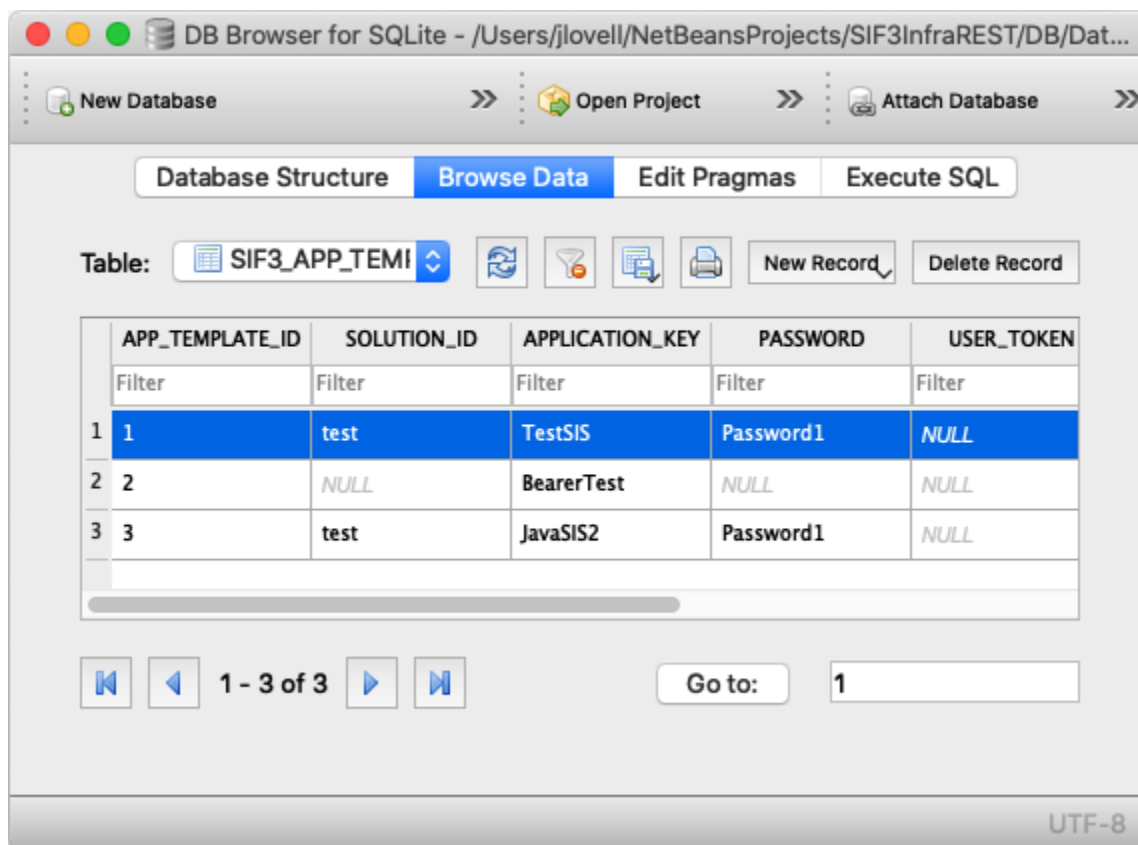 DB Browser for SQLite - /Users/jlovell/NetBeansProjects/SIF3InfraREST/DB/Dat...
New Database » Open Project » Attach Database »
Database Structure Browse Data Edit Pragmas Execute SQL
Table: SIF3_APP_TEMI New Record Delete Record
APP_TEMPLATE_ID SOLUTION_ID APPLICATION_KEY PASSWORD USER_TOKEN
Filter Filter Filter Filter Filter
1 1 test TestSIS Password1 NULL
2 2 NULL BearerTest NULL NULL
3 3 test JavaSIS2 Password1 NULL
1 - 3 of 3 Go to: 1
UTF-8